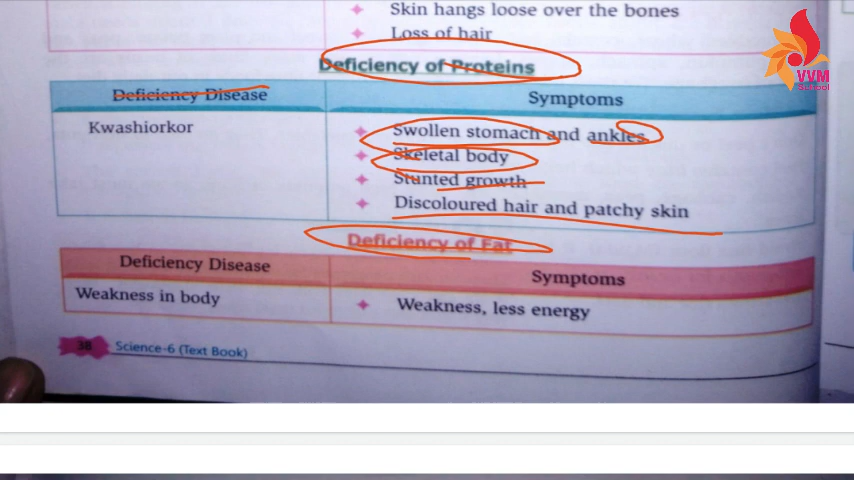 Skin hangs loose over the bones
Loss of hair
VVM
School
Deficiency of Proteins
Deficiency Disease
Symptoms
Kwashiorkor
Swollen stomach and ankles
Skeletal body
Stunted growth
Discoloured hair and patchy skin
Deficiency of Fat
Deficiency Disease
Symptoms
Weakness in body
Weakness, less energy
38
Science-6 (Text Book)